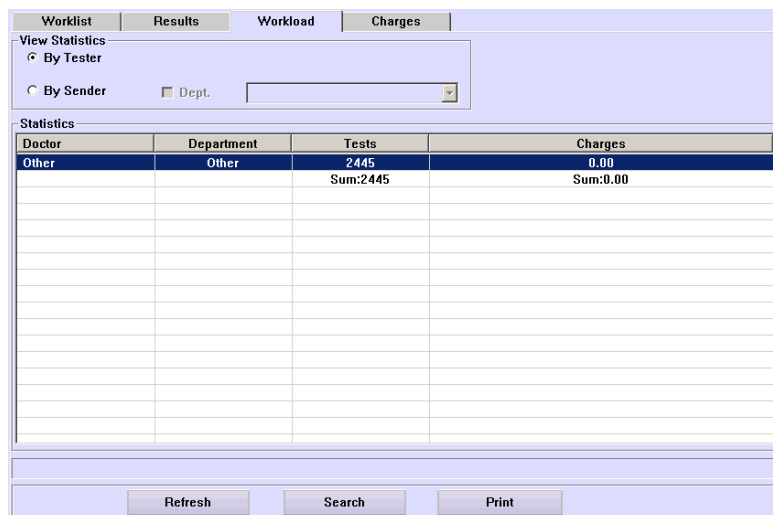 Worklist Results Workload Charges
View Statistics
By Tester
By Sender Dept.
Statistics
Doctor Department Tests Charges
Other Other 2445 0.00
Sum:2445 Sum:0.00
Refresh Search Print